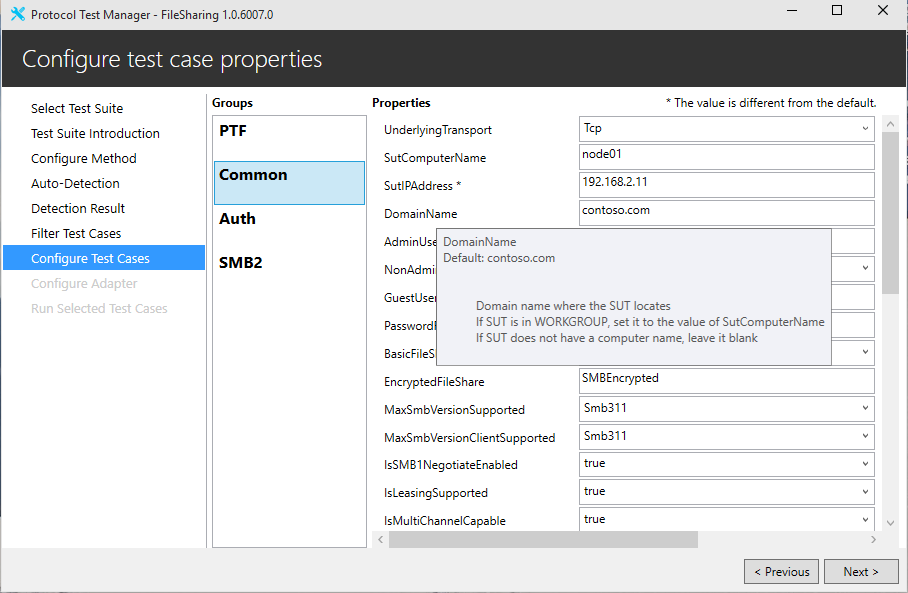 Protocol Test Manager - FileSharing 1.0.6007.0
Configure test case properties
Select Test Suite
Test Suite Introduction
Configure Method
Auto-Detection
Detection Result
Filter Test Cases
Configure Test Cases
Configure Adapter
Run Selected Test Cases
Groups
PTF
Common
Auth
SMB2
Properties
* The value is different from the default.
UnderlyingTransport
Tcp
SutComputerName
node01
SutIPAddress *
192.168.2.11
DomainName
contoso.com
AdminUse
NonAdmi
GuestUser
Password
BasicFileS
DomainName
Default: contoso.com
Domain name where the SUT locates
If SUT is in WORKGROUP, set it to the value of SutComputerName
If SUT does not have a computer name, leave it blank
EncryptedFileShare
SMBEncrypted
MaxSmbVersionSupported
Smb311
MaxSmbVersionClientSupported
Smb311
IsSMB1NegotiateEnabled
true
IsLeasingSupported
true
IsMultiChannelCapable
true
< Previous
Next >